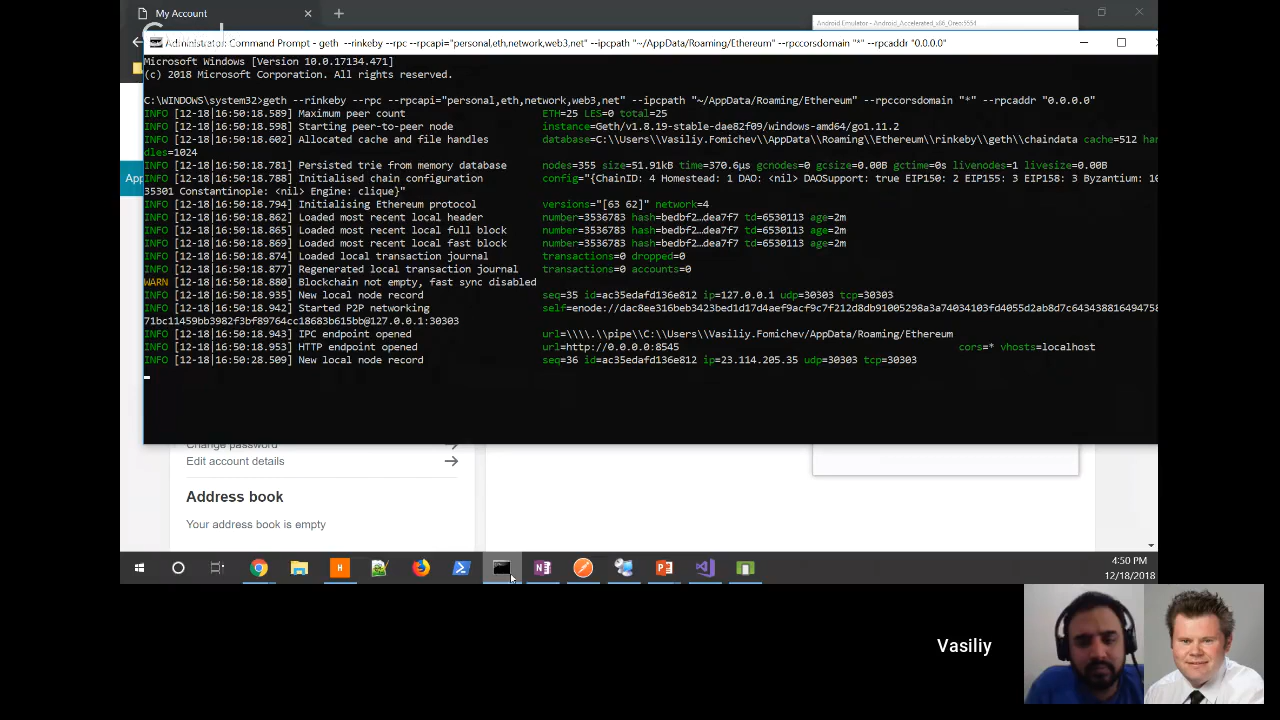 My Account
Android Emulator - Android_Accelerated_x86_Oreo:5554
Administrator: Command Prompt - geth --rinkeby --rpc --rpcapi="personal,eth,network,web3,net" --ipcpath "~/AppData/Roaming/Ethereum" --rpccorsdomain "*" --rpcaddr "0.0.0.0"
Microsoft Windows [Version 10.0.17134.471]
(c) 2018 Microsoft Corporation. All rights reserved.
C:\WINDOWS\system32>geth --rinkeby --rpc --rpcapi="personal,eth,network,web3,net" --ipcpath "~/AppData/Roaming/Ethereum" --rpccorsdomain "*" --rpcaddr "0.0.0.0"
INFO [12-18|16:50:18.589] Maximum peer count ETH=25 LES=0 total=25
INFO [12-18|16:50:18.598] Starting peer-to-peer node instance=Geth/v1.8.19-stable-dae82f09/windows-amd64/go1.11.2
INFO [12-18|16:50:18.602] Allocated cache and file handles database=C:\\Users\\Vasiliy.Fomichev\\AppData\\Roaming\\Ethereum\\rinkeby\\geth\\chaindata cache=512 han
dles=1024
INFO [12-18|16:50:18.781] Persisted trie from memory database nodes=355 size=51.91kB time=370.6µs gcnodes=0 gcsize=0.00B gctime=0s livenodes=1 livesize=0.00B
INFO [12-18|16:50:18.788] Initialised chain configuration config="{ChainID: 4 Homestead: 1 DAO: <nil> DAOSupport: true EIP150: 2 EIP155: 3 EIP158: 3 Byzantium: 10
35301 Constantinople: <nil> Engine: clique}"
INFO [12-18|16:50:18.794] Initialising Ethereum protocol versions="[63 62]" network=4
INFO [12-18|16:50:18.862] Loaded most recent local header number=3536783 hash=bedbf2…dea7f7 td=6530113 age=2m
INFO [12-18|16:50:18.865] Loaded most recent local full block number=3536783 hash=bedbf2…dea7f7 td=6530113 age=2m
INFO [12-18|16:50:18.869] Loaded most recent local fast block number=3536783 hash=bedbf2…dea7f7 td=6530113 age=2m
INFO [12-18|16:50:18.874] Loaded local transaction journal transactions=0 dropped=0
INFO [12-18|16:50:18.877] Regenerated local transaction journal transactions=0 accounts=0
WARN [12-18|16:50:18.880] Blockchain not empty, fast sync disabled
INFO [12-18|16:50:18.935] New local node record seq=35 id=ac35edafd136e812 ip=127.0.0.1 udp=30303 tcp=30303
INFO [12-18|16:50:18.942] Started P2P networking self=enode://dc8ee316beb3423bed1d17d416e021dd97ae4af9cf7f212d8db91005298a3a74034103fd2ab8d7c64343881649475
71bc11459bb3982f3bf89764cc18683b615bb@127.0.0.1:30303
INFO [12-18|16:50:18.943] IPC endpoint opened url=\\\\.\\pipe\\C:\\Users\\Vasiliy.Fomichev/AppData/Roaming/Ethereum
INFO [12-18|16:50:18.953] HTTP endpoint opened url=http://0.0.0.0:8545 cors=* vhosts=localhost
INFO [12-18|16:50:28.509] New local node record seq=36 id=ac35edafd136e812 ip=23.114.205.35 udp=30303 tcp=30303
App
Change password
Edit account details
Address book
Your address book is empty
H
4:50 PM
12/18/2018
Vasiliy